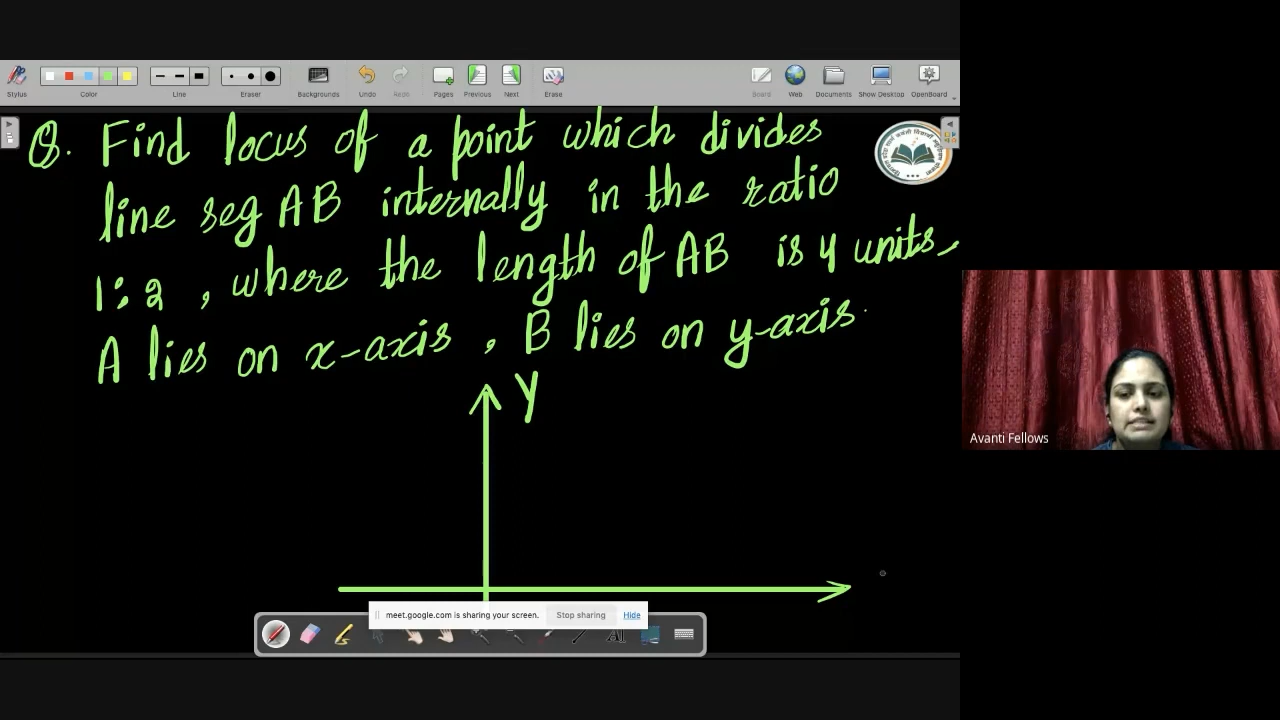 Stylus
Color
Line
Eraser
Backgrounds
Undo
Redo
Pages
Previous
Next
Erase
Board
Web
Documents
Show Desktop
OpenBoard
Q. Find locus of a point which divides
line seg AB internally in the ratio
1:2 , where the length of AB is 4 units,
A lies on x-axis , B lies on y-axis.
Y
meet.google.com is sharing your screen.
Stop sharing
Hide
Avanti Fellows